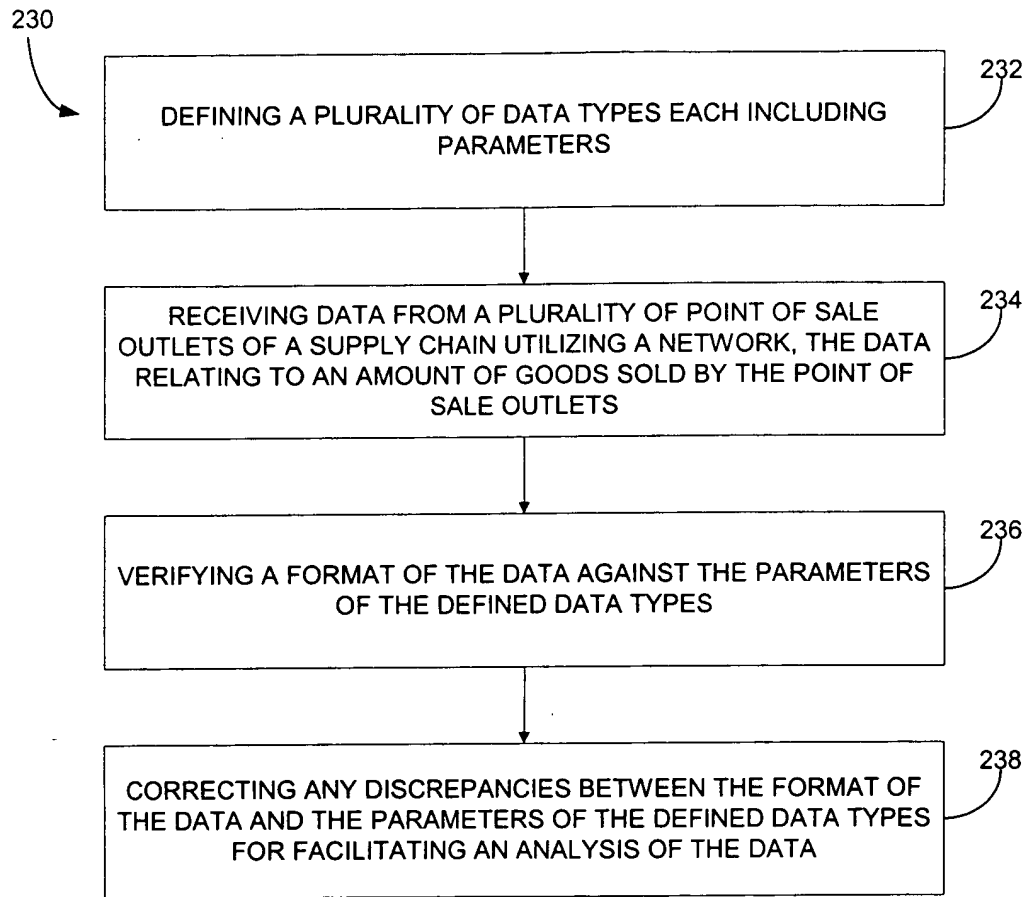 230
232
DEFINING A PLURALITY OF DATA TYPES EACH INCLUDING
PARAMETERS
234
RECEIVING DATA FROM A PLURALITY OF POINT OF SALE
OUTLETS OF A SUPPLY CHAIN UTILIZING A NETWORK, THE DATA
RELATING TO AN AMOUNT OF GOODS SOLD BY THE POINT OF
SALE OUTLETS
236
VERIFYING A FORMAT OF THE DATA AGAINST THE PARAMETERS
OF THE DEFINED DATA TYPES
238
CORRECTING ANY DISCREPANCIES BETWEEN THE FORMAT OF
THE DATA AND THE PARAMETERS OF THE DEFINED DATA TYPES
FOR FACILITATING AN ANALYSIS OF THE DATA